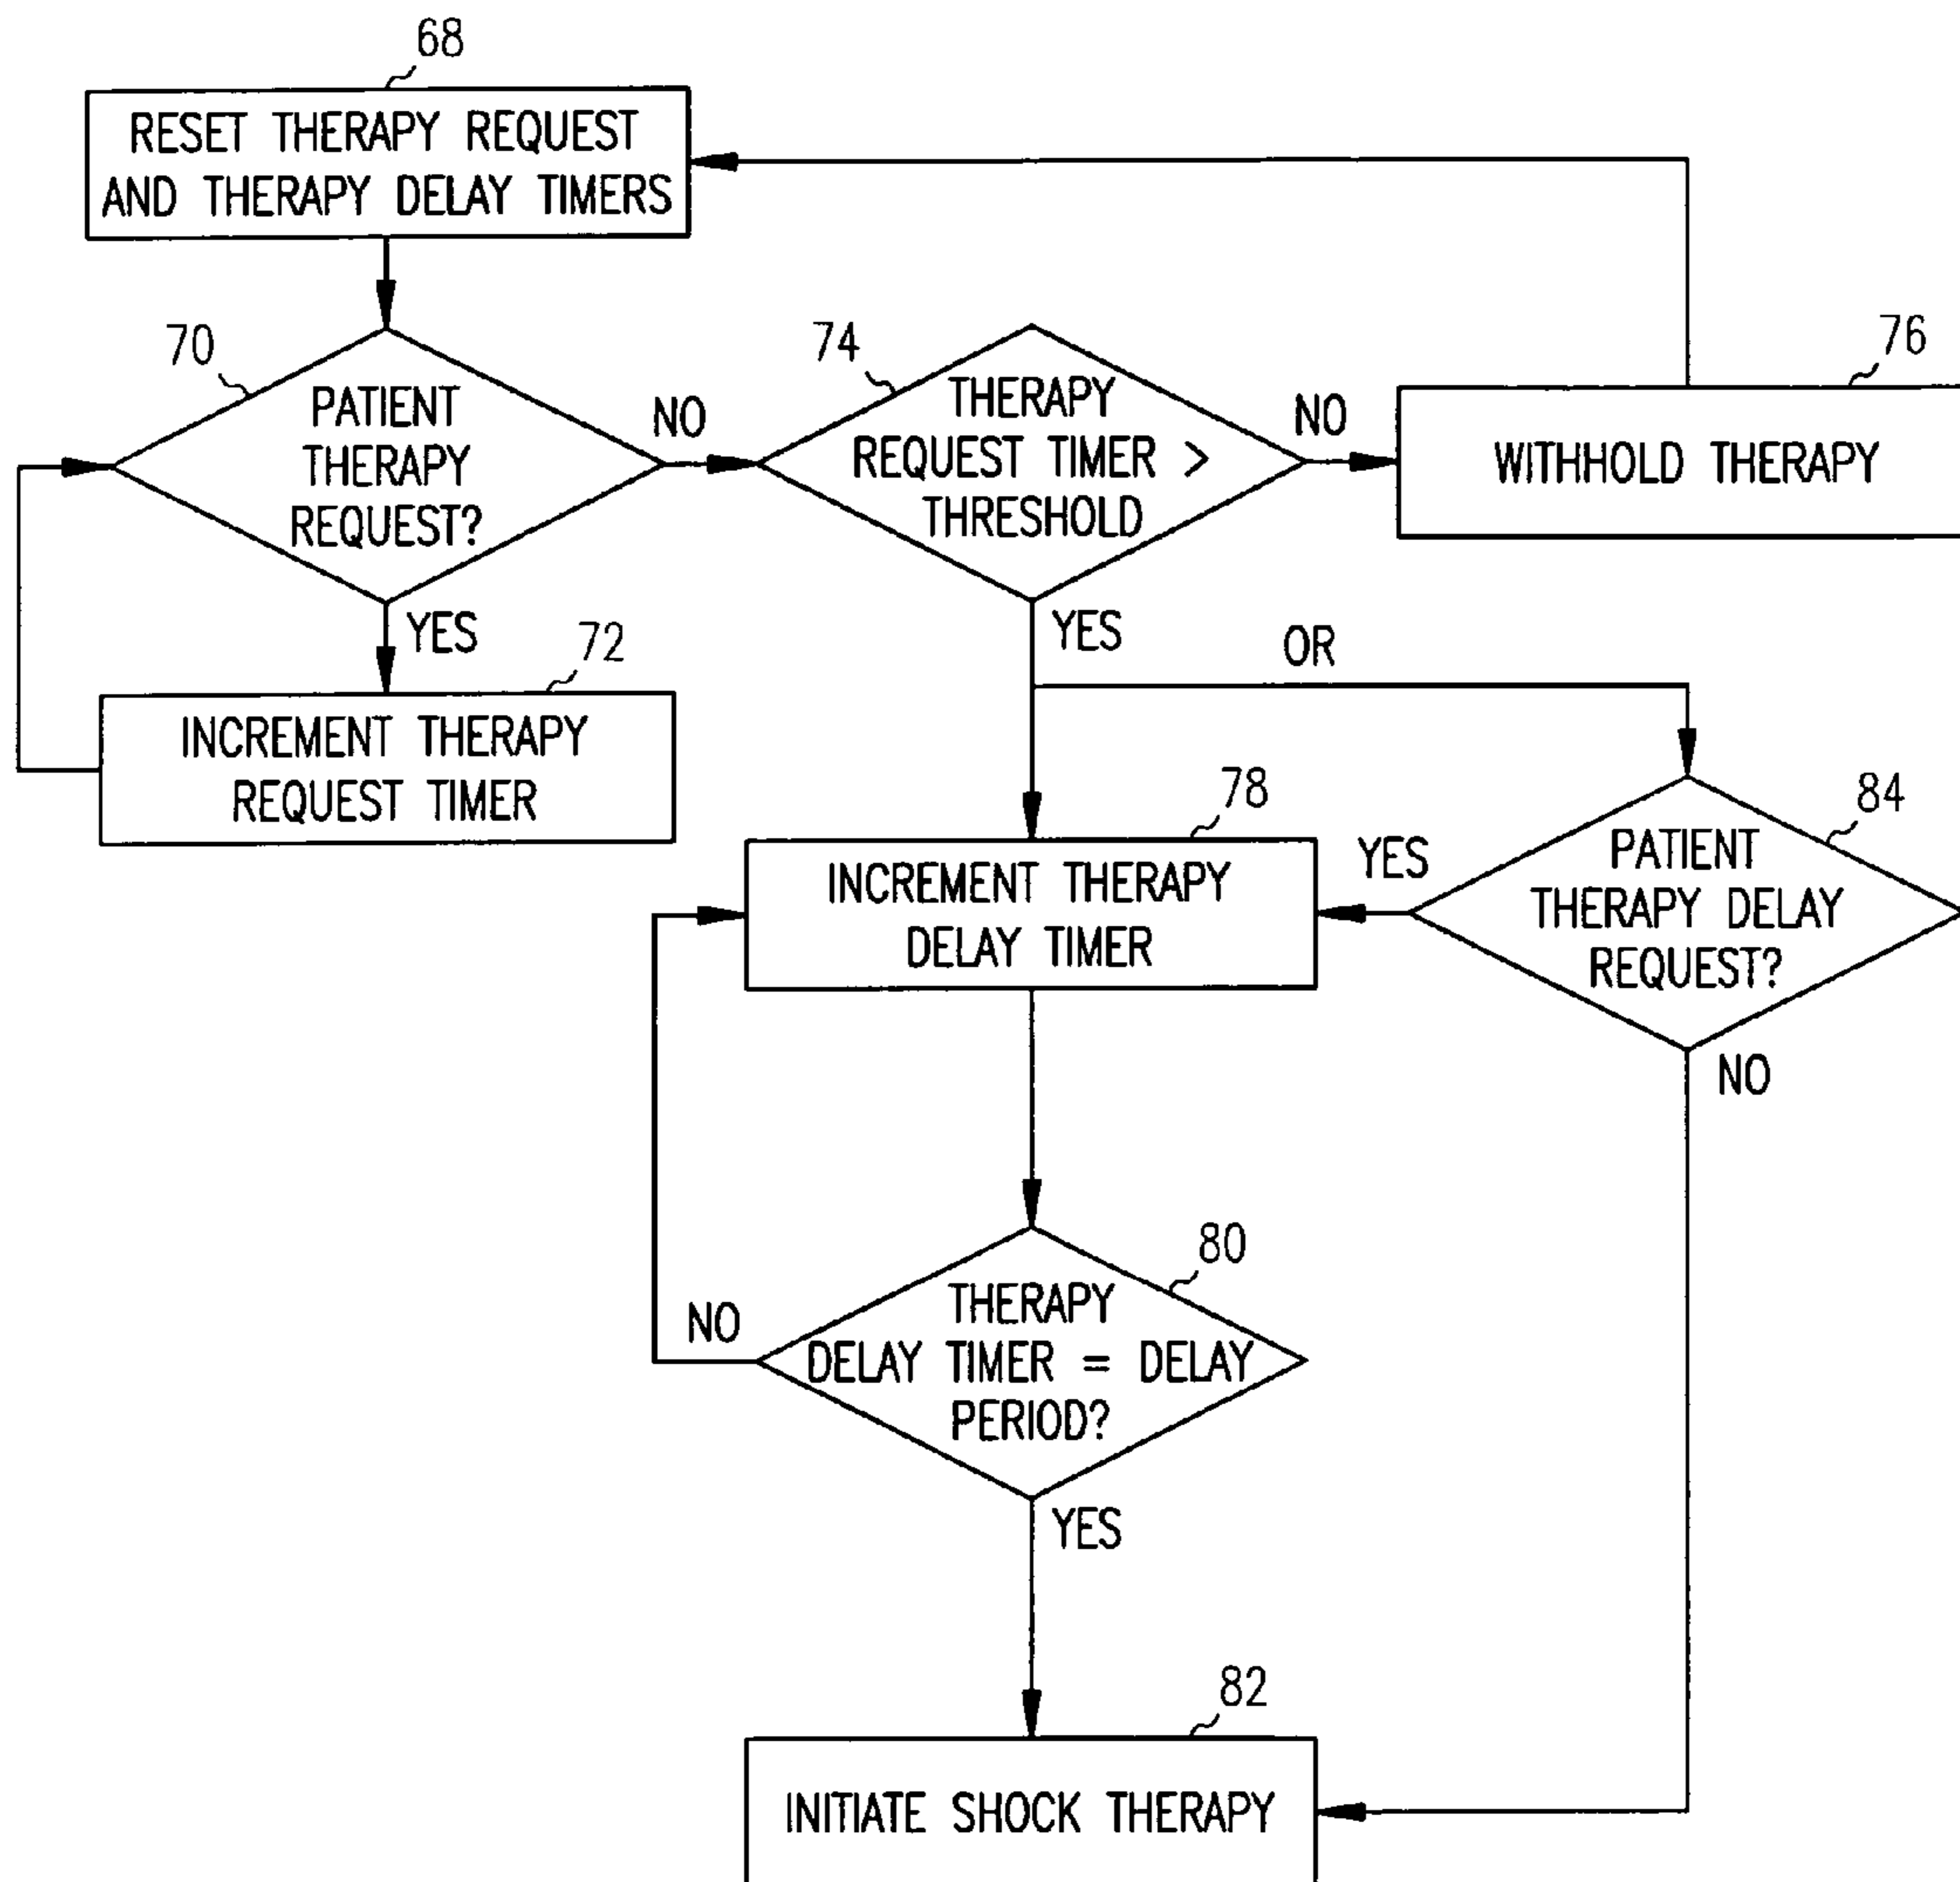 68
RESET THERAPY REQUEST
AND THERAPY DELAY TIMERS
70
PATIENT
THERAPY
REQUEST?
NO
74
THERAPY
REQUEST TIMER >
THRESHOLD
NO
76
WITHHOLD THERAPY
YES
72
INCREMENT THERAPY
REQUEST TIMER
YES
OR
78
INCREMENT THERAPY
DELAY TIMER
YES
84
PATIENT
THERAPY DELAY
REQUEST?
NO
80
THERAPY
DELAY TIMER = DELAY
PERIOD?
NO
YES
82
INITIATE SHOCK THERAPY